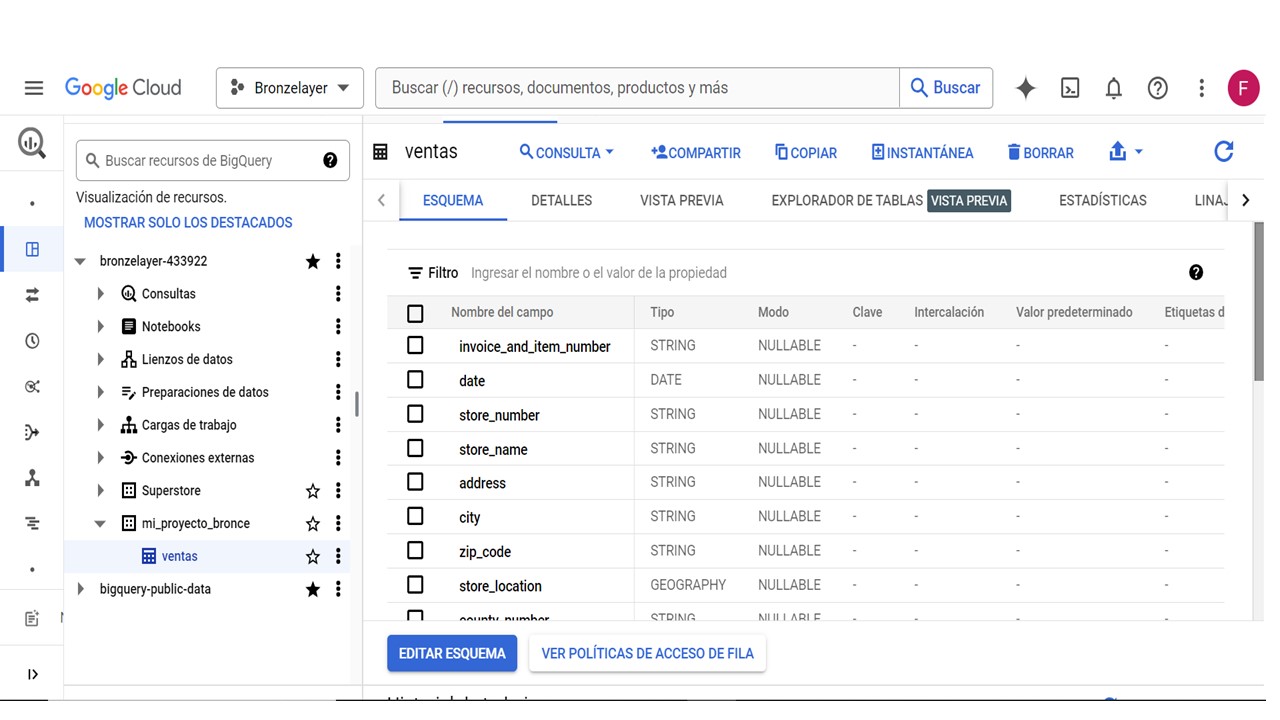 Google Cloud Bronzelayer Buscar (/) recursos, documentos, productos y más Buscar F
Buscar recursos de BigQuery
Visualización de recursos.
MOSTRAR SOLO LOS DESTACADOS
bronzelayer-433922
Consultas
Notebooks
Lienzos de datos
Preparaciones de datos
Cargas de trabajo
Conexiones externas
Superstore
mi_proyecto_bronce
ventas
bigquery-public-data
ventas CONSULTA COMPARTIR COPIAR INSTANTÁNEA BORRAR
ESQUEMA DETALLES VISTA PREVIA EXPLORADOR DE TABLAS VISTA PREVIA ESTADÍSTICAS LINAJ
Filtro Ingresar el nombre o el valor de la propiedad
Nombre del campo Tipo Modo Clave Intercalación Valor predeterminado Etiquetas d
invoice_and_item_number STRING NULLABLE - - - -
date DATE NULLABLE - - - -
store_number STRING NULLABLE - - - -
store_name STRING NULLABLE - - - -
address STRING NULLABLE - - - -
city STRING NULLABLE - - - -
zip_code STRING NULLABLE - - - -
store_location GEOGRAPHY NULLABLE - - - -
county_number STRING NULLABLE - - - -
EDITAR ESQUEMA VER POLÍTICAS DE ACCESO DE FILA